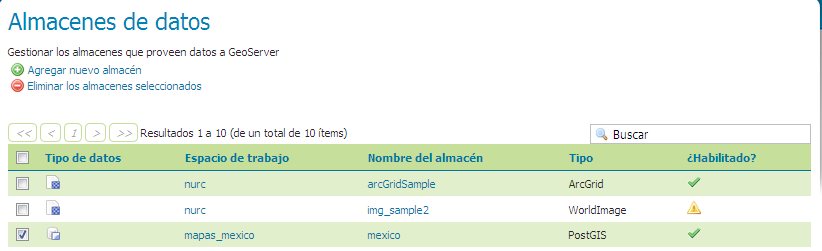 Almacenes de datos
Gestionar los almacenes que proveen datos a GeoServer
Agregar nuevo almacén
Eliminar los almacenes seleccionados
<< < 1 > >> Resultados 1 a 10 (de un total de 10 ítems) Buscar
Tipo de datos Espacio de trabajo Nombre del almacén Tipo ¿Habilitado?
nurc arcGridSample ArcGrid
nurc img_sample2 WorldImage
mapas_mexico mexico PostGIS